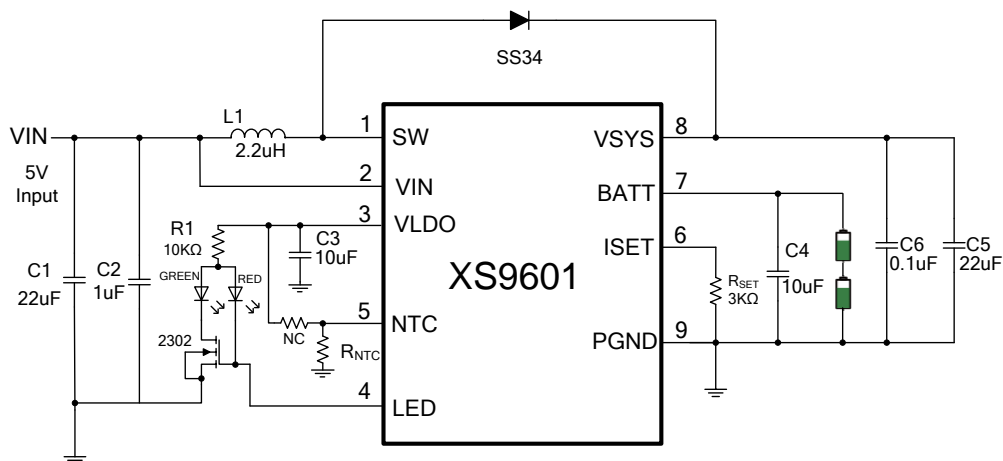 SS34
L1
2.2uH
VIN
5V
Input
1
SW
2
VIN
3
VLDO
5
NTC
4
LED
XS9601
VSYS
8
BATT
7
ISET
6
PGND
9
R1
10KΩ
C3
10uF
GREEN
RED
C1
22uF
C2
1uF
NC
RNTC
2302
RSET
3KΩ
C4
10uF
C6
0.1uF
C5
22uF